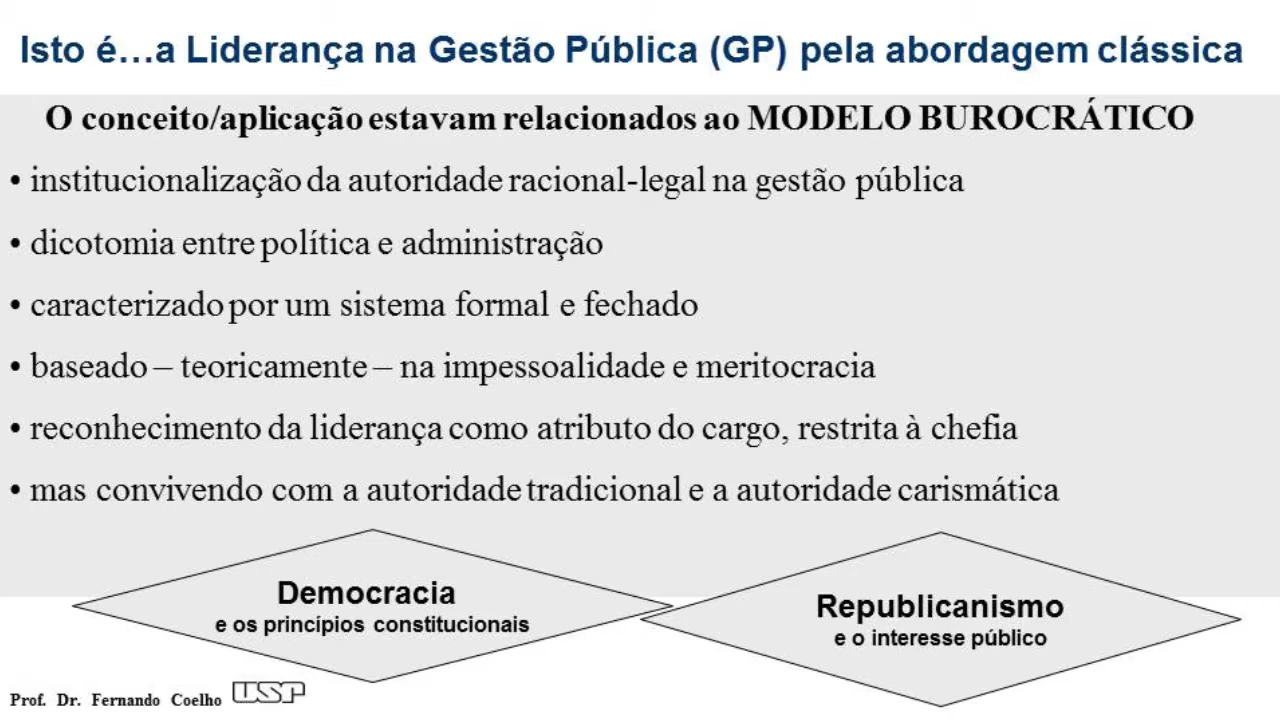 Isto é...a Liderança na Gestão Pública (GP) pela abordagem clássica
O conceito/aplicação estavam relacionados ao MODELO BUROCRÁTICO
• institucionalização da autoridade racional-legal na gestão pública
• dicotomia entre política e administração
• caracterizado por um sistema formal e fechado
• baseado – teoricamente – na impessoalidade e meritocracia
• reconhecimento da liderança como atributo do cargo, restrita à chefia
• mas convivendo com a autoridade tradicional e a autoridade carismática
Democracia
e os princípios constitucionais
Republicanismo
e o interesse público
Prof. Dr. Fernando Coelho USP